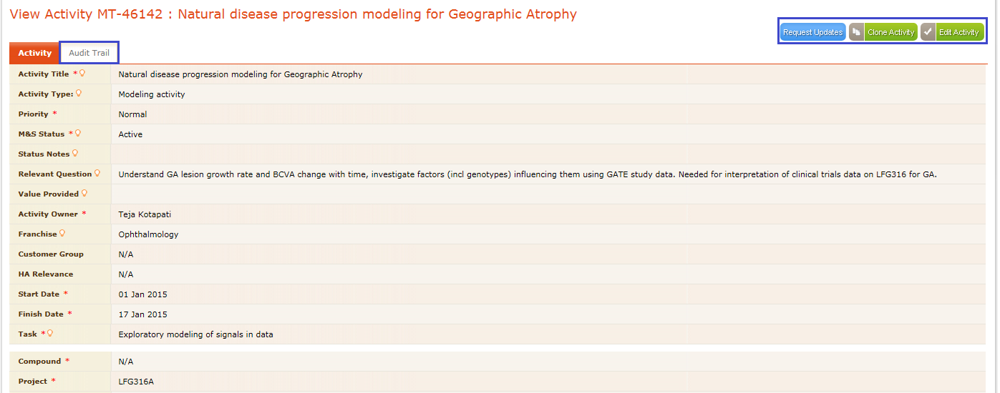 View Activity MT-46142 : Natural disease progression modeling for Geographic Atrophy
Request Updates Clone Activity Edit Activity
Activity Audit Trail
Activity Title * Natural disease progression modeling for Geographic Atrophy
Activity Type: Modeling activity
Priority * Normal
M&S Status * Active
Status Notes
Relevant Question Understand GA lesion growth rate and BCVA change with time, investigate factors (incl genotypes) influencing them using GATE study data. Needed for interpretation of clinical trials data on LFG316 for GA.
Value Provided
Activity Owner * Teja Kotapati
Franchise Ophthalmology
Customer Group N/A
HA Relevance N/A
Start Date * 01 Jan 2015
Finish Date * 17 Jan 2015
Task * Exploratory modeling of signals in data
Compound * N/A
Project * LFG316A